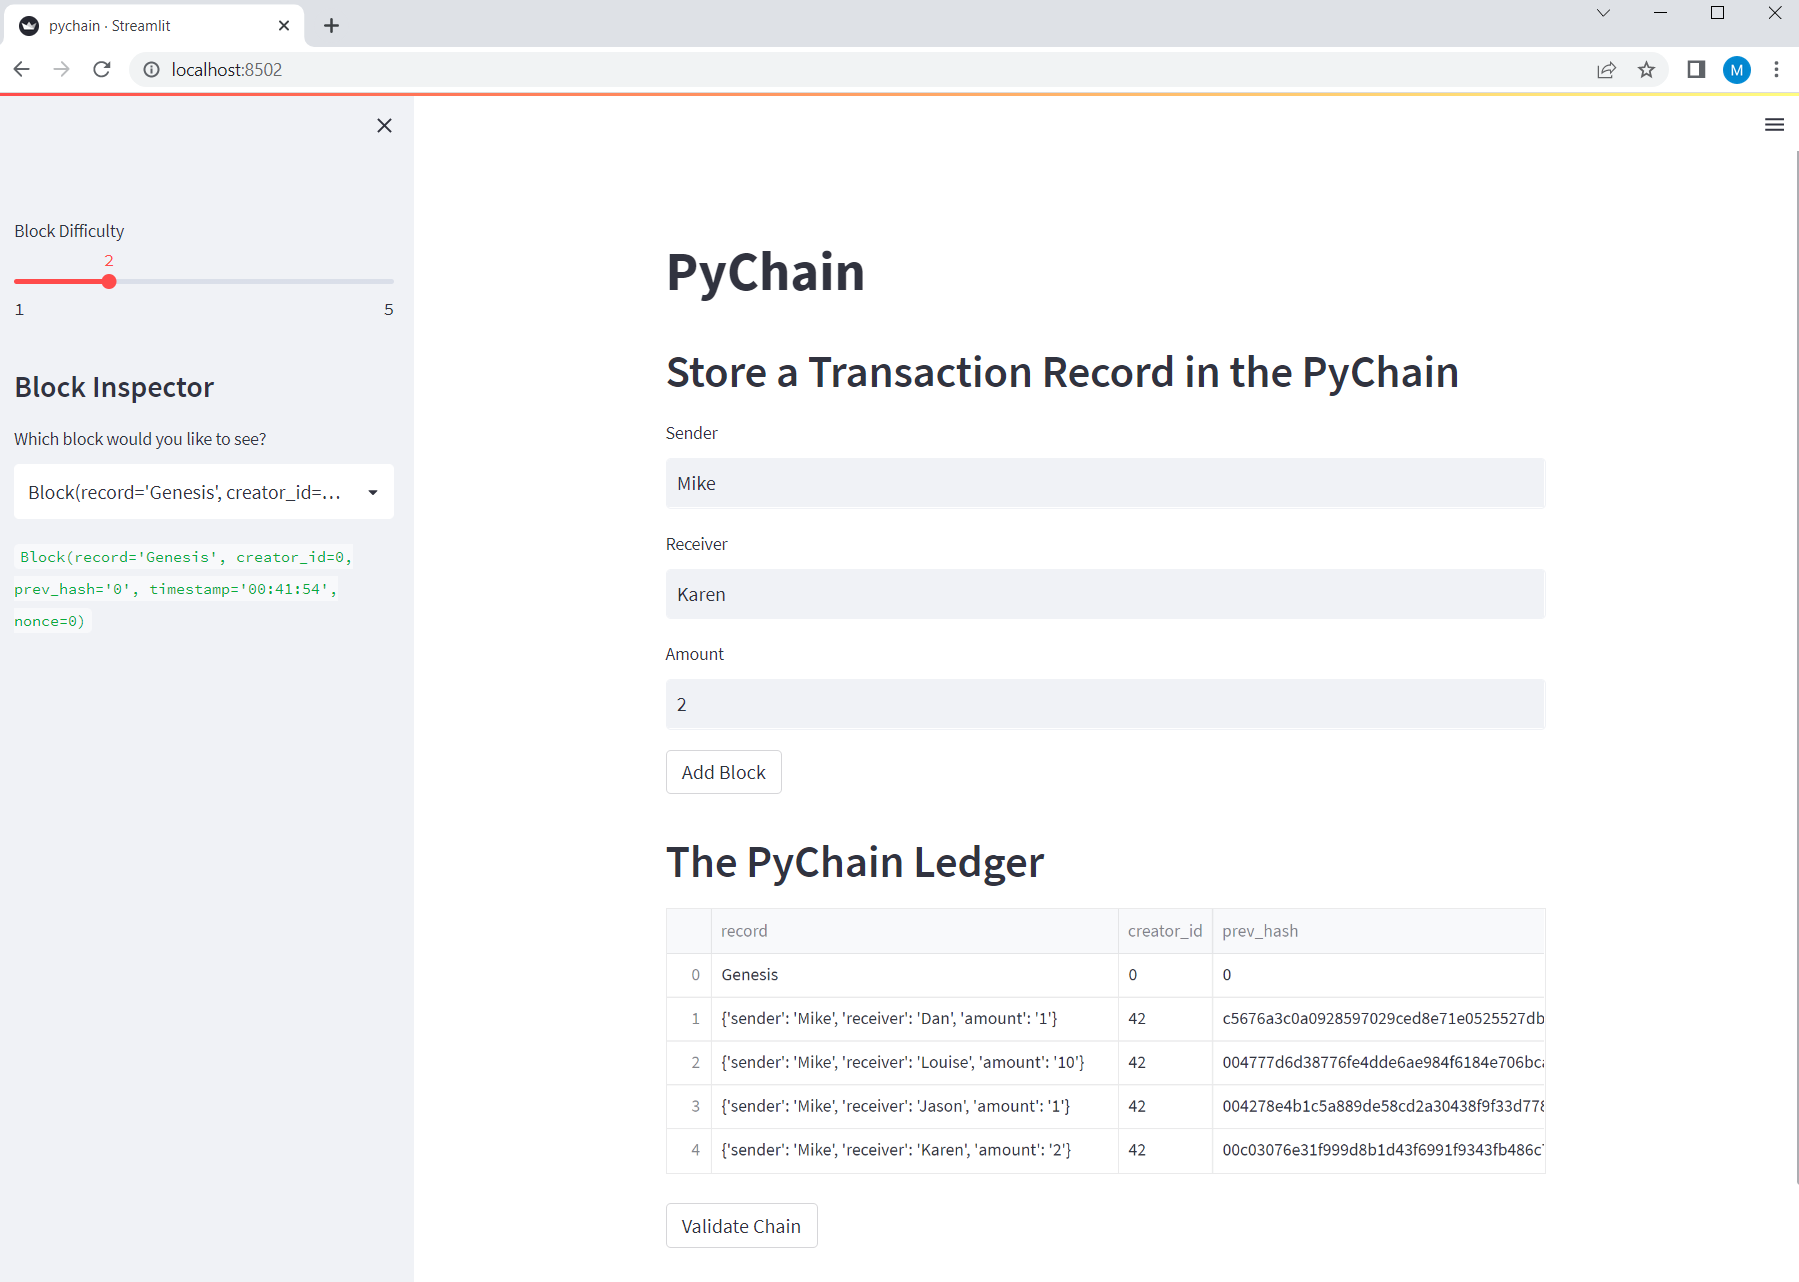 pychain · Streamlit
localhost:8502
M
Block Difficulty
2
1 5
Block Inspector
Which block would you like to see?
Block(record='Genesis', creator_id=...
Block(record='Genesis', creator_id=0,
prev_hash='0', timestamp='00:41:54',
nonce=0)
PyChain
Store a Transaction Record in the PyChain
Sender
Mike
Receiver
Karen
Amount
2
Add Block
The PyChain Ledger
record creator_id prev_hash
0 Genesis 0 0
1 {'sender': 'Mike', 'receiver': 'Dan', 'amount': '1'} 42 c5676a3c0a0928597029ced8e71e0525527db
2 {'sender': 'Mike', 'receiver': 'Louise', 'amount': '10'} 42 004777d6d38776fe4dde6ae984f6184e706bca
3 {'sender': 'Mike', 'receiver': 'Jason', 'amount': '1'} 42 004278e4b1c5a889de58cd2a30438f9f33d778
4 {'sender': 'Mike', 'receiver': 'Karen', 'amount': '2'} 42 00c03076e31f999d8b1d43f6991f9343fb486c
Validate Chain